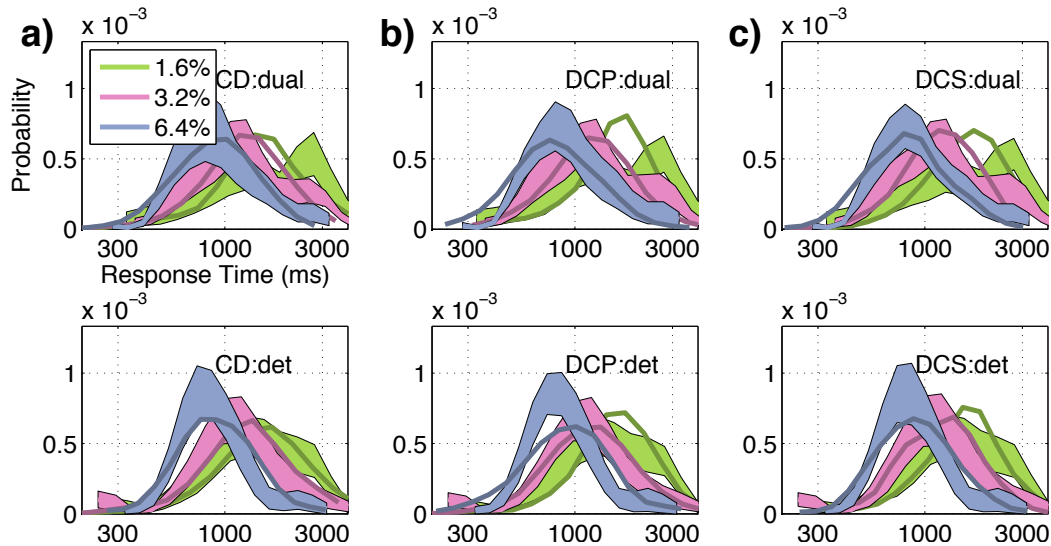 a) b) c)
x 10⁻³ x 10⁻³ x 10⁻³
CD:dual DCP:dual DCS:dual
1.6%
3.2%
6.4%
Probability
1
0.5
0
300 1000 3000
Response Time (ms)
1
0.5
0
300 1000 3000
1
0.5
0
300 1000 3000
x 10⁻³ x 10⁻³ x 10⁻³
CD:det DCP:det DCS:det
1
0.5
0
300 1000 3000
1
0.5
0
300 1000 3000
1
0.5
0
300 1000 3000